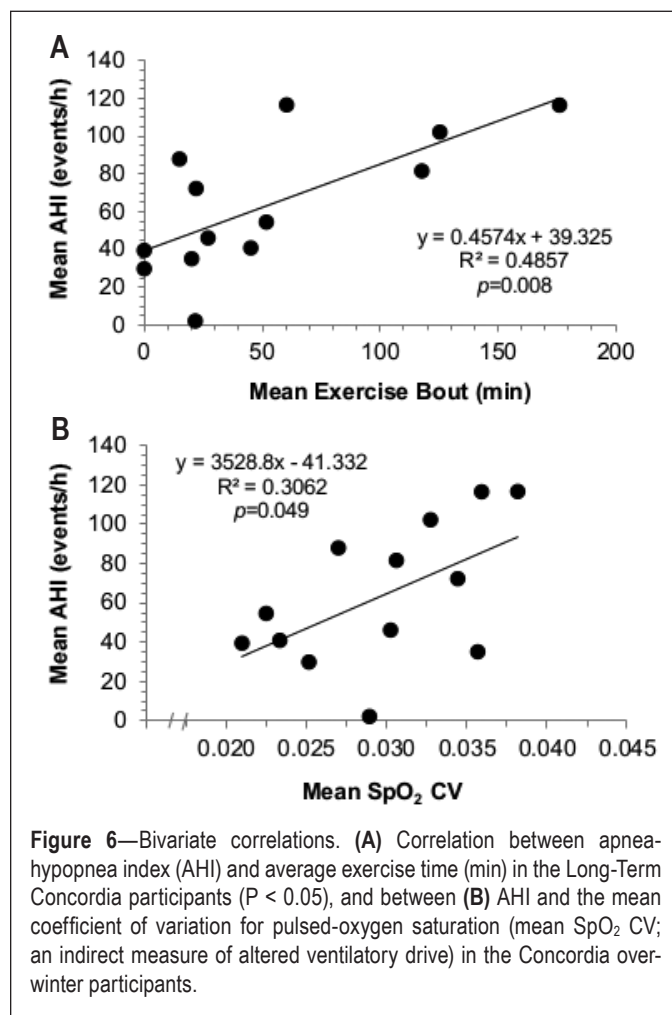 A
140
120
100
80
60
40
20
0
Mean AHI (events/h)
y = 0.4574x + 39.325
R² = 0.4857
p=0.008
0 50 100 150 200
Mean Exercise Bout (min)
B
140
120
100
80
60
40
20
0
Mean AHI (events/h)
y = 3528.8x - 41.332
R² = 0.3062
p=0.049
0.020 0.025 0.030 0.035 0.040 0.045
Mean SpO₂ CV
Figure 6—Bivariate correlations. (A) Correlation between apnea-
hypopnea index (AHI) and average exercise time (min) in the Long-Term
Concordia participants (P < 0.05), and between (B) AHI and the mean
coefficient of variation for pulsed-oxygen saturation (mean SpO₂ CV;
an indirect measure of altered ventilatory drive) in the Concordia over-
winter participants.